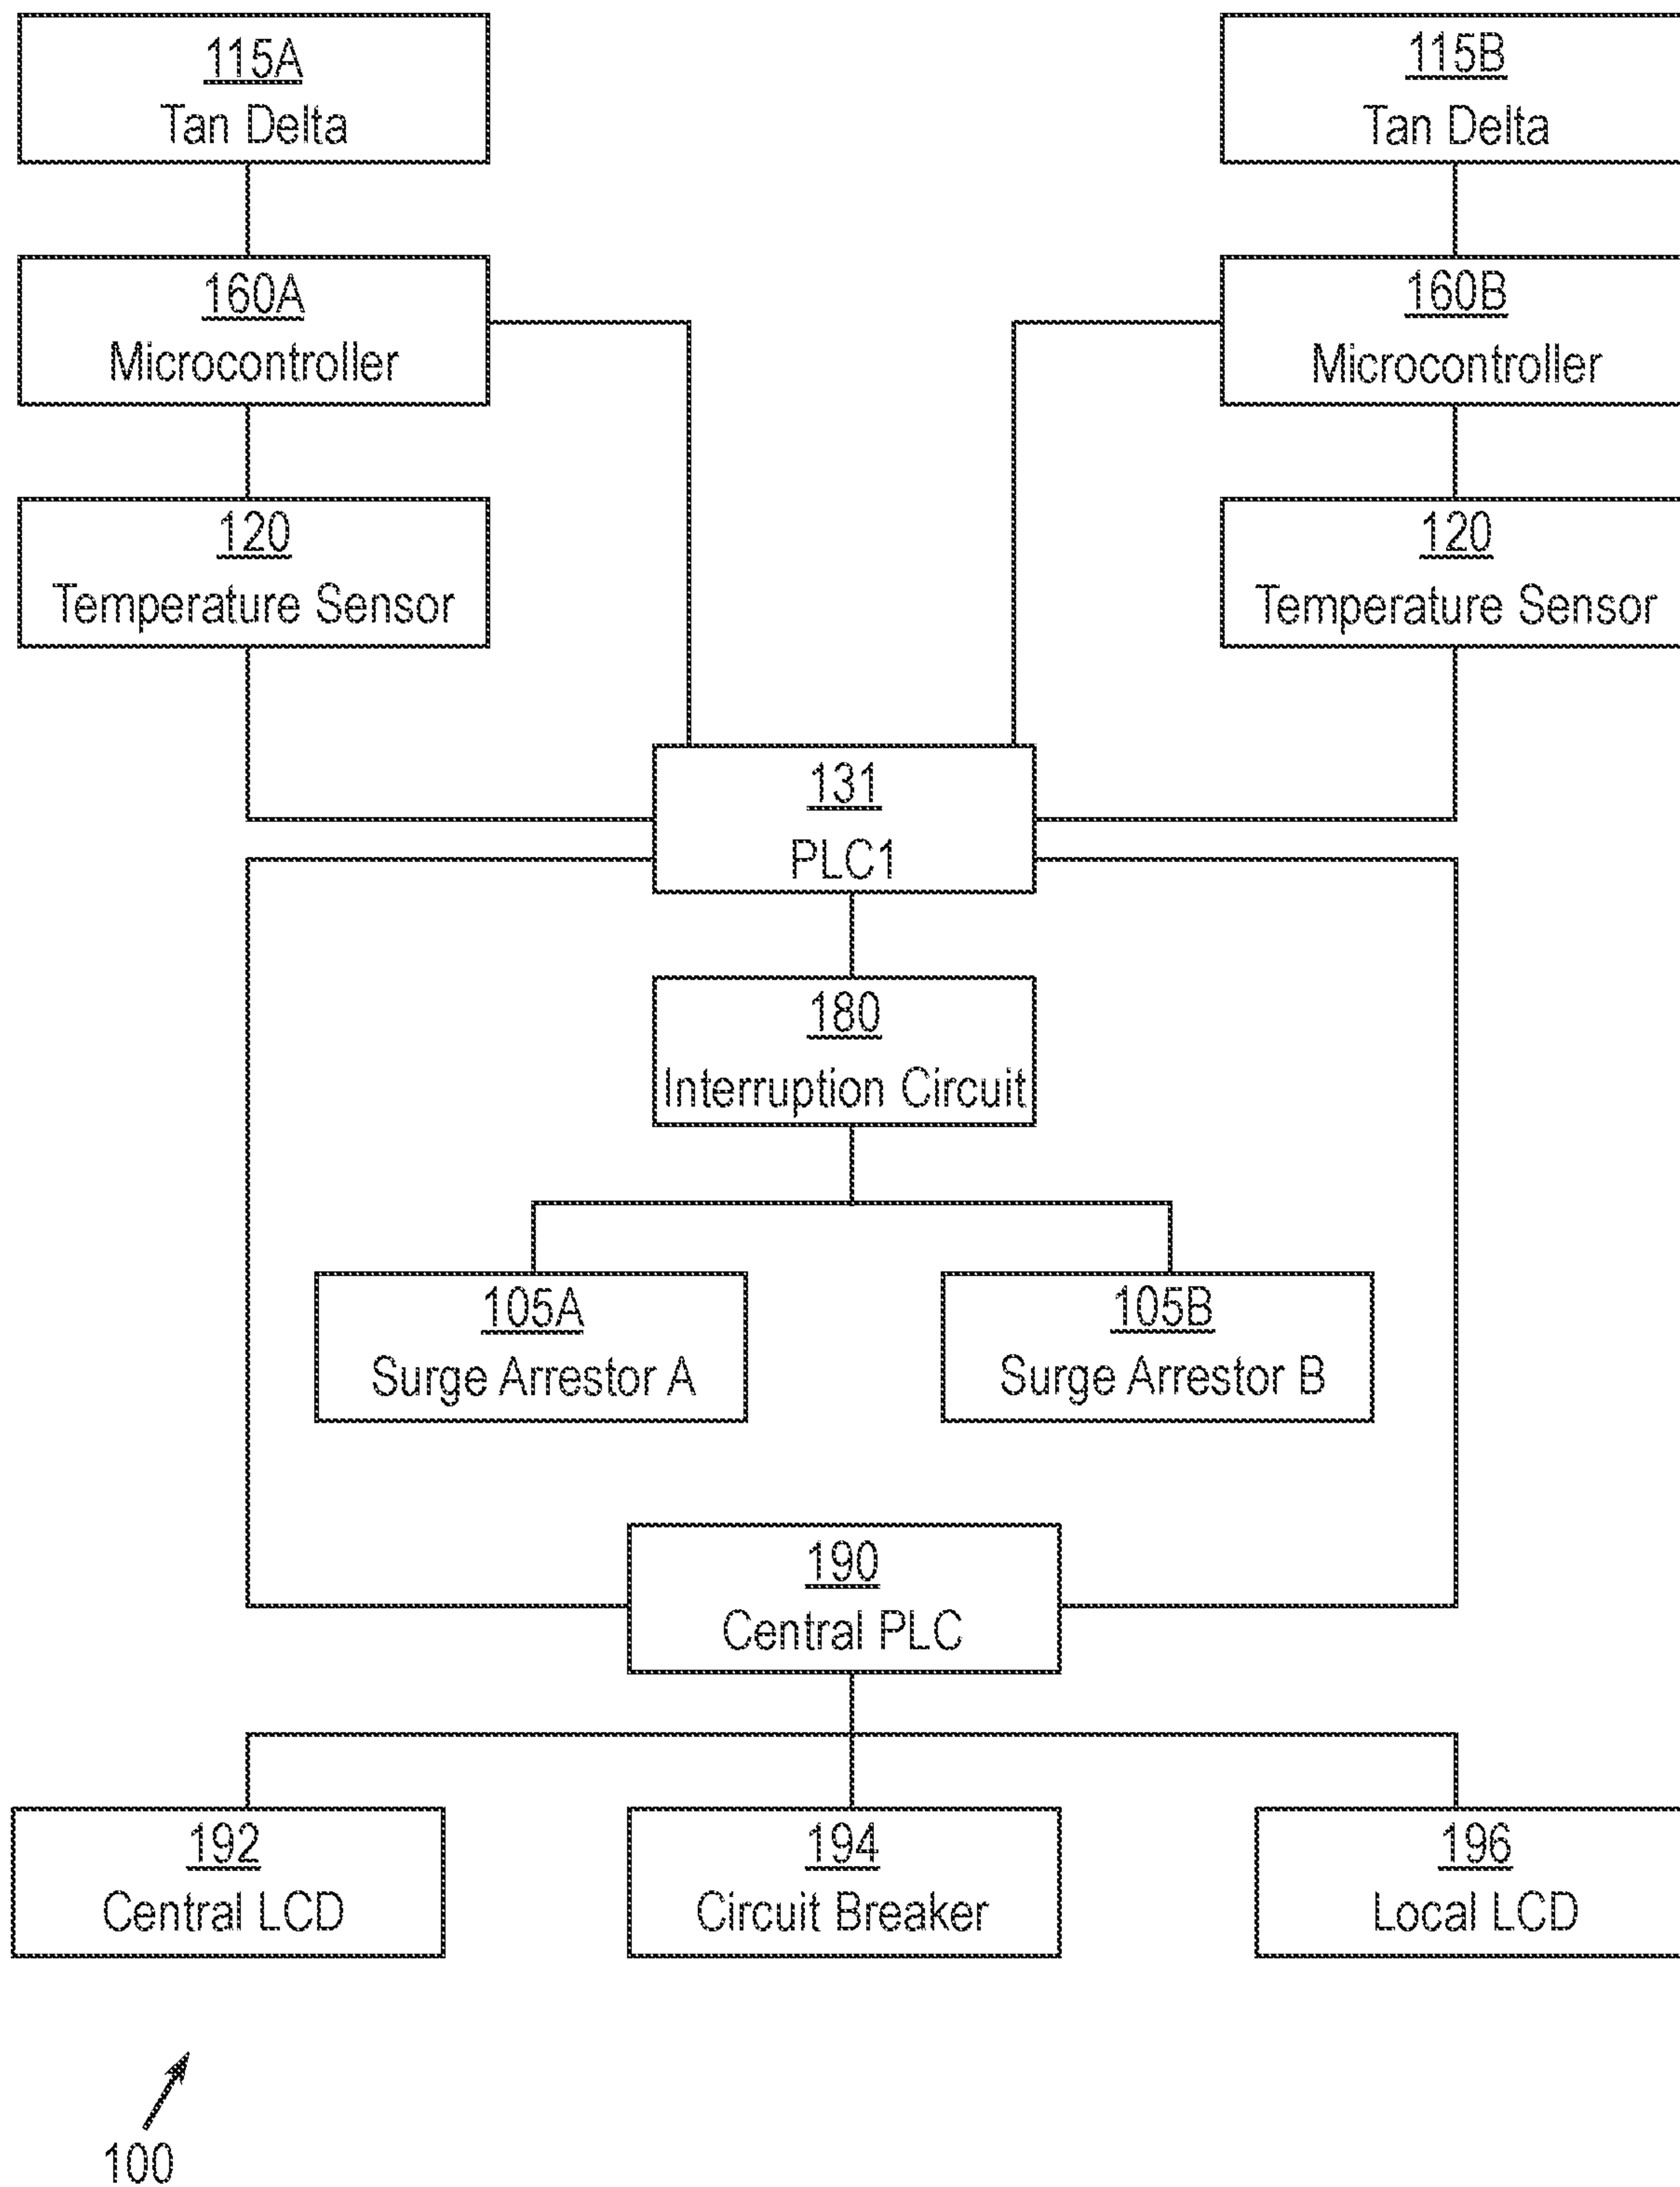 115A
Tan Delta
115B
Tan Delta
160A
Microcontroller
160B
Microcontroller
120
Temperature Sensor
120
Temperature Sensor
131
PLC1
180
Interruption Circuit
105A
Surge Arrestor A
105B
Surge Arrestor B
190
Central PLC
192
Central LCD
194
Circuit Breaker
196
Local LCD
100